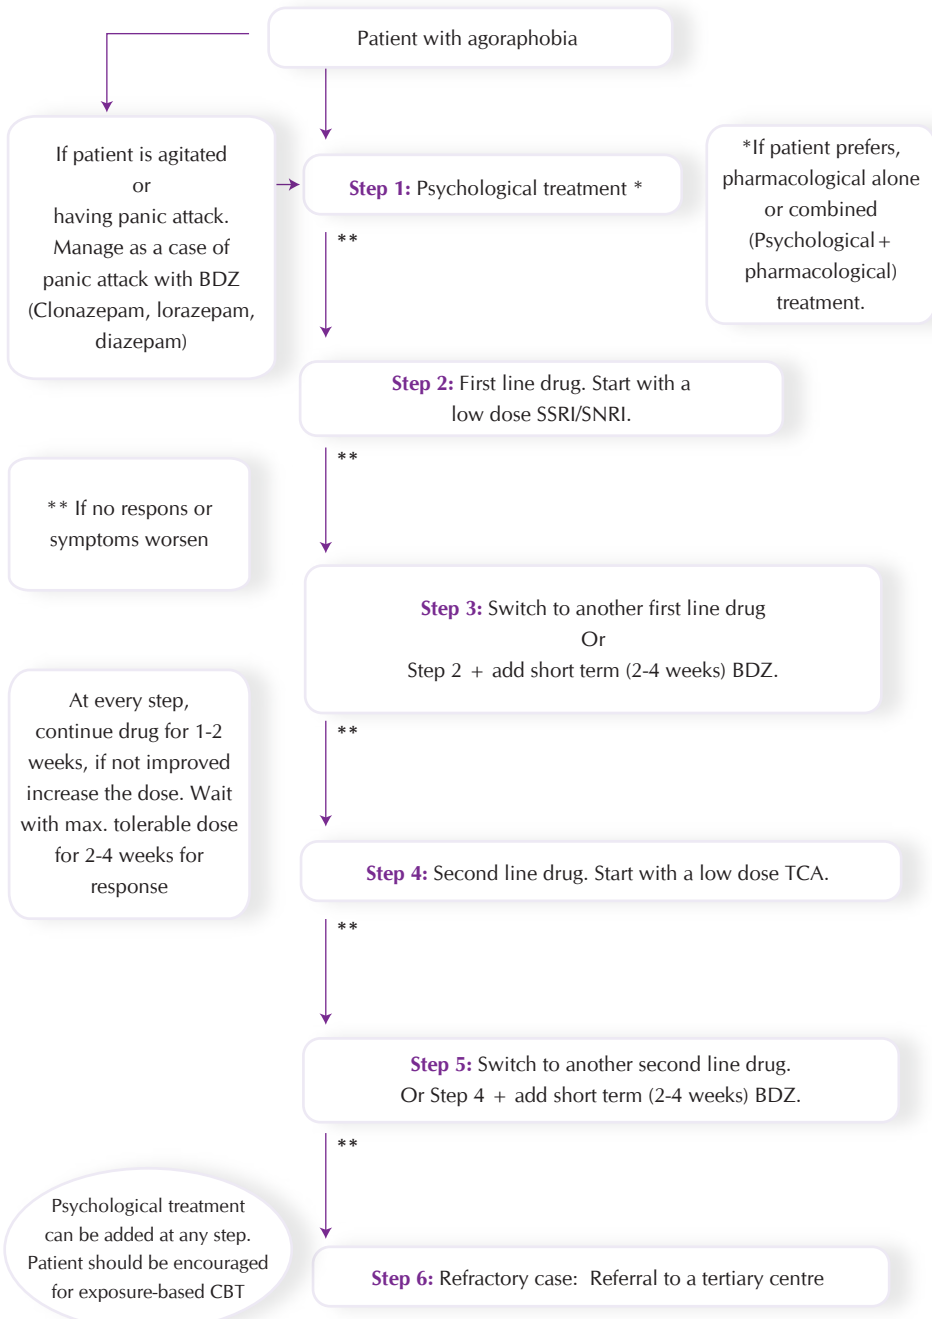 Patient with agoraphobia
If patient is agitated
or
having panic attack.
Manage as a case of
panic attack with BDZ
(Clonazepam, lorazepam,
diazepam)
Step 1: Psychological treatment *
*If patient prefers,
pharmacological alone
or combined
(Psychological+
pharmacological)
treatment.
**
Step 2: First line drug. Start with a
low dose SSRI/SNRI.
**
** If no respons or
symptoms worsen
Step 3: Switch to another first line drug
Or
Step 2 + add short term (2-4 weeks) BDZ.
**
At every step,
continue drug for 1-2
weeks, if not improved
increase the dose. Wait
with max. tolerable dose
for 2-4 weeks for
response
Step 4: Second line drug. Start with a low dose TCA.
**
Step 5: Switch to another second line drug.
Or Step 4 + add short term (2-4 weeks) BDZ.
**
Psychological treatment
can be added at any step.
Patient should be encouraged
for exposure-based CBT
Step 6: Refractory case: Referral to a tertiary centre